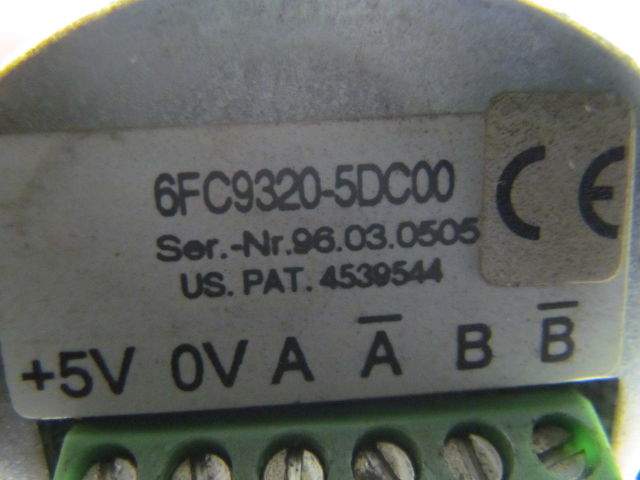 6FC9320-5DC00
CE
Ser.-Nr.96.03.0505
US. PAT. 4539544
+5V 0V A A̅ B B̅